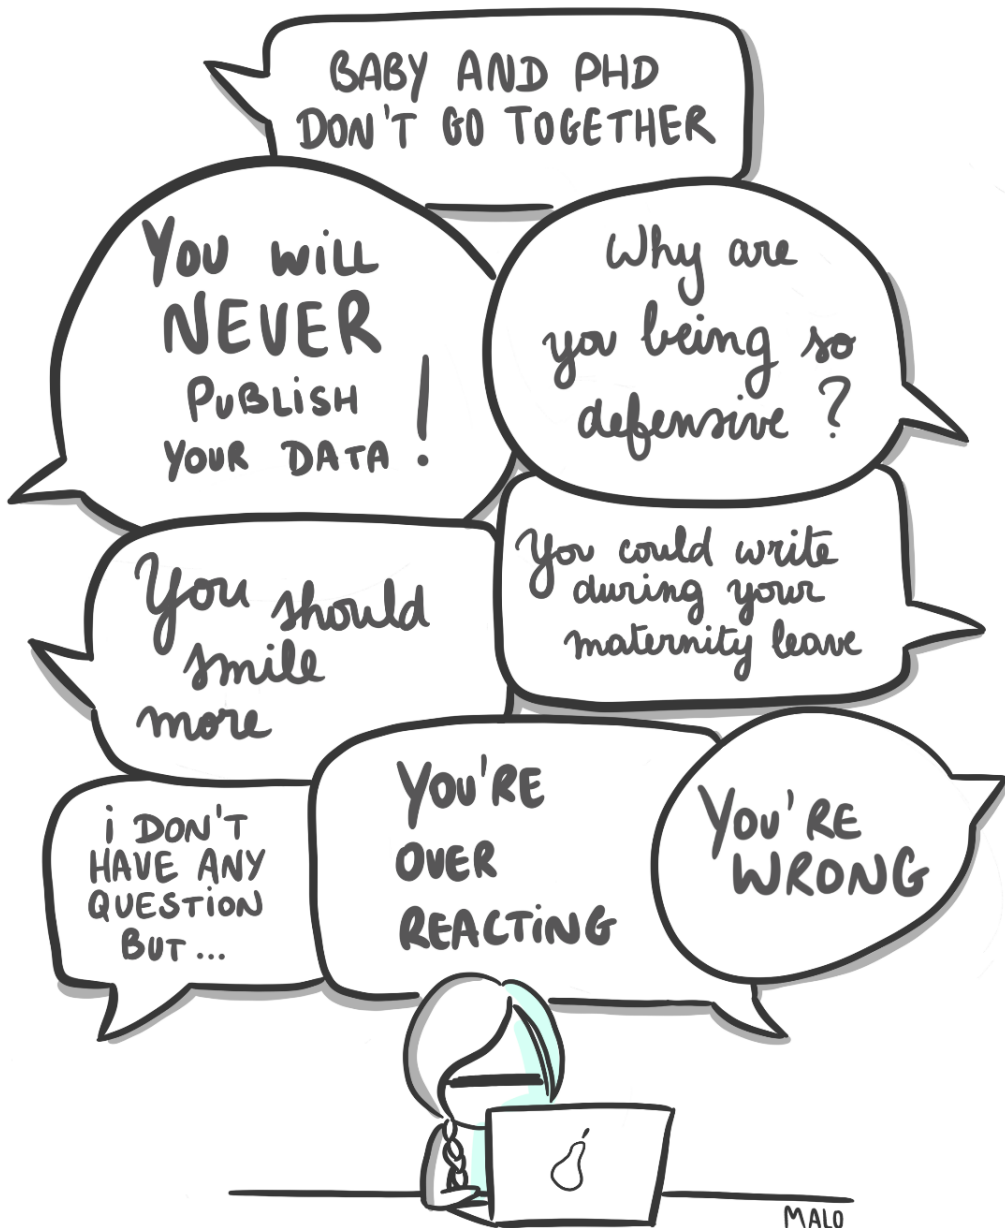 BABY AND PHD
DON'T GO TOGETHER
YOU WiLL
NEVER
PUBLiSH
YOUR DATA !
Why are
you being so
defensive ?
You should
smile
more
You could write
during your
maternity leave
i DON'T
HAVE ANY
QUESTiON
BUT ...
YOU'RE
OVER
REACTiNG
YOU'RE
WRONG
MALO